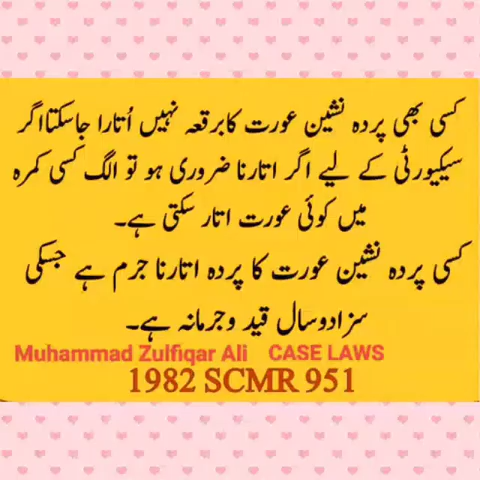 کسی بھی پردہ نشین عورت کا برقعہ نہیں اُتارا جاسکتا اگر
سیکیورٹی کے لیے اگر اتارنا ضروری ہو تو الگ کسی کمرہ
میں کوئی عورت اتار سکتی ہے۔
کسی پردہ نشین عورت کا پردہ اتارنا جرم ہے جسکی
سزا دو سال قید و جرمانہ ہے۔
Muhammad Zulfiqar Ali CASE LAWS
1982 SCMR 951